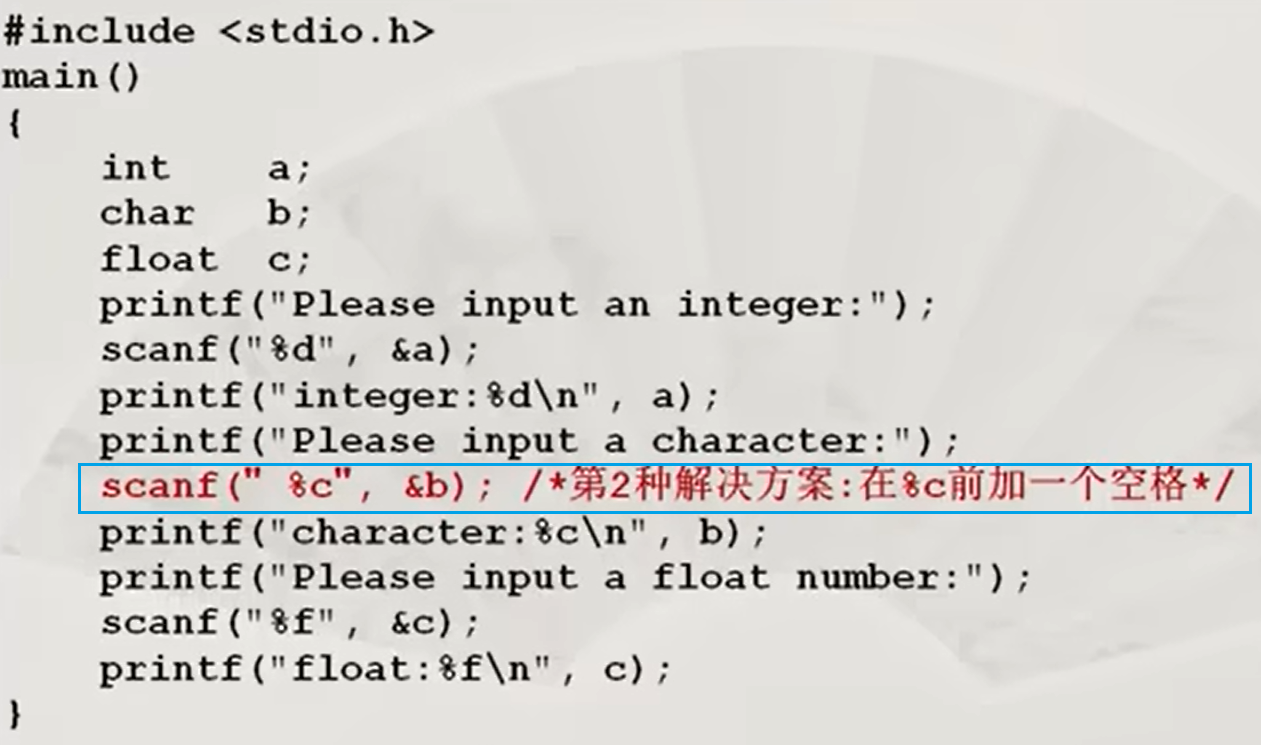 #include <stdio.h>
main()
{
    int    a;
    char   b;
    float  c;
    printf("Please input an integer:");
    scanf("%d", &a);
    printf("integer:%d\n", a);
    printf("Please input a character:");
    scanf(" %c", &b); /*第2种解决方案:在%c前加一个空格*/
    printf("character:%c\n", b);
    printf("Please input a float number:");
    scanf("%f", &c);
    printf("float:%f\n", c);
}